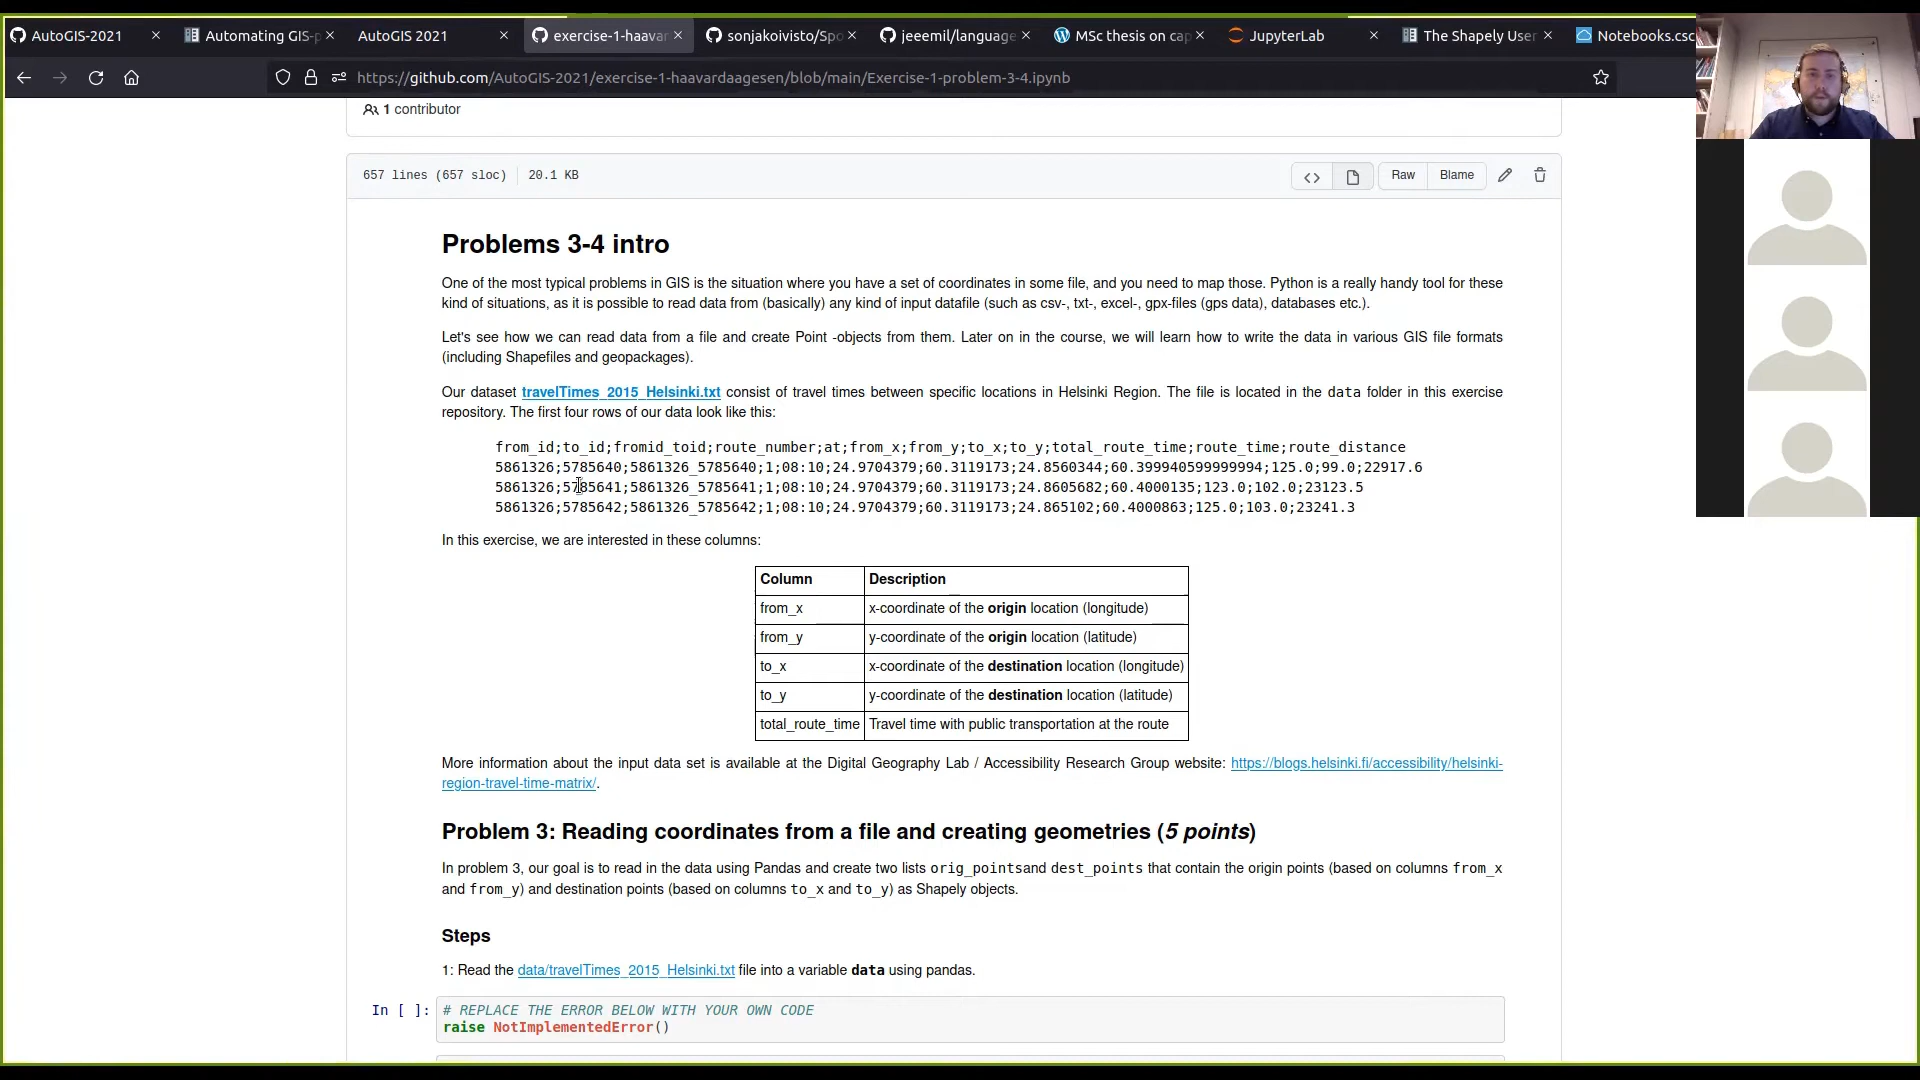 AutoGIS-2021
Automating GIS-p
AutoGIS 2021
exercise-1-haavar
sonjakoivisto/Spo
jeeemil/language
MSc thesis on cap
JupyterLab
The Shapely User
Notebooks.csc
https://github.com/AutoGIS-2021/exercise-1-haavardaagesen/blob/main/Exercise-1-problem-3-4.ipynb
1 contributor
657 lines (657 sloc)
20.1 KB
Raw
Blame
Problems 3-4 intro
One of the most typical problems in GIS is the situation where you have a set of coordinates in some file, and you need to map those. Python is a really handy tool for these
kind of situations, as it is possible to read data from (basically) any kind of input datafile (such as csv-, txt-, excel-, gpx-files (gps data), databases etc.).
Let's see how we can read data from a file and create Point -objects from them. Later on in the course, we will learn how to write the data in various GIS file formats
(including Shapefiles and geopackages).
Our dataset travelTimes_2015_Helsinki.txt consist of travel times between specific locations in Helsinki Region. The file is located in the data folder in this exercise
repository. The first four rows of our data look like this:
from_id;to_id;fromid_toid;route_number;at;from_x;from_y;to_x;to_y;total_route_time;route_time;route_distance
5861326;5785640;5861326_5785640;1;08:10;24.9704379;60.3119173;24.8560344;60.399940599999994;125.0;99.0;22917.6
5861326;5785641;5861326_5785641;1;08:10;24.9704379;60.3119173;24.8605682;60.4000135;123.0;102.0;23123.5
5861326;5785642;5861326_5785642;1;08:10;24.9704379;60.3119173;24.865102;60.4000863;125.0;103.0;23241.3
In this exercise, we are interested in these columns:
Column Description
from_x x-coordinate of the origin location (longitude)
from_y y-coordinate of the origin location (latitude)
to_x x-coordinate of the destination location (longitude)
to_y y-coordinate of the destination location (latitude)
total_route_time Travel time with public transportation at the route
More information about the input data set is available at the Digital Geography Lab / Accessibility Research Group website: https://blogs.helsinki.fi/accessibility/helsinki-
region-travel-time-matrix/.
Problem 3: Reading coordinates from a file and creating geometries (5 points)
In problem 3, our goal is to read in the data using Pandas and create two lists orig_pointsand dest_points that contain the origin points (based on columns from_x
and from_y) and destination points (based on columns to_x and to_y) as Shapely objects.
Steps
1: Read the data/travelTimes_2015_Helsinki.txt file into a variable data using pandas.
In [ ]: # REPLACE THE ERROR BELOW WITH YOUR OWN CODE
raise NotImplementedError()